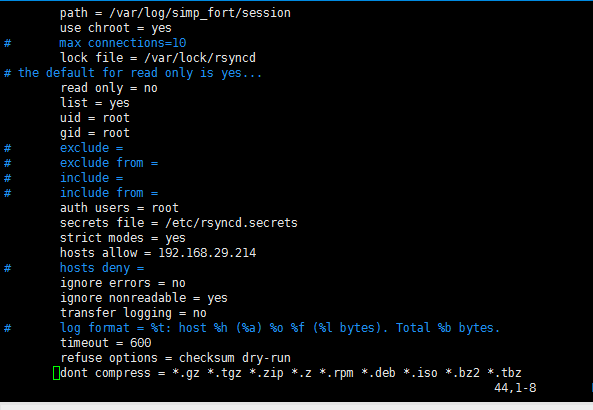 path = /var/log/simp_fort/session
use chroot = yes
# max connections=10
lock file = /var/lock/rsyncd
# the default for read only is yes...
read only = no
list = yes
uid = root
gid = root
# exclude =
# exclude from =
# include =
# include from =
auth users = root
secrets file = /etc/rsyncd.secrets
strict modes = yes
hosts allow = 192.168.29.214
# hosts deny =
ignore errors = no
ignore nonreadable = yes
transfer logging = no
# log format = %t: host %h (%a) %o %f (%l bytes). Total %b bytes.
timeout = 600
refuse options = checksum dry-run
dont compress = *.gz *.tgz *.zip *.z *.rpm *.deb *.iso *.bz2 *.tbz
44,1-8